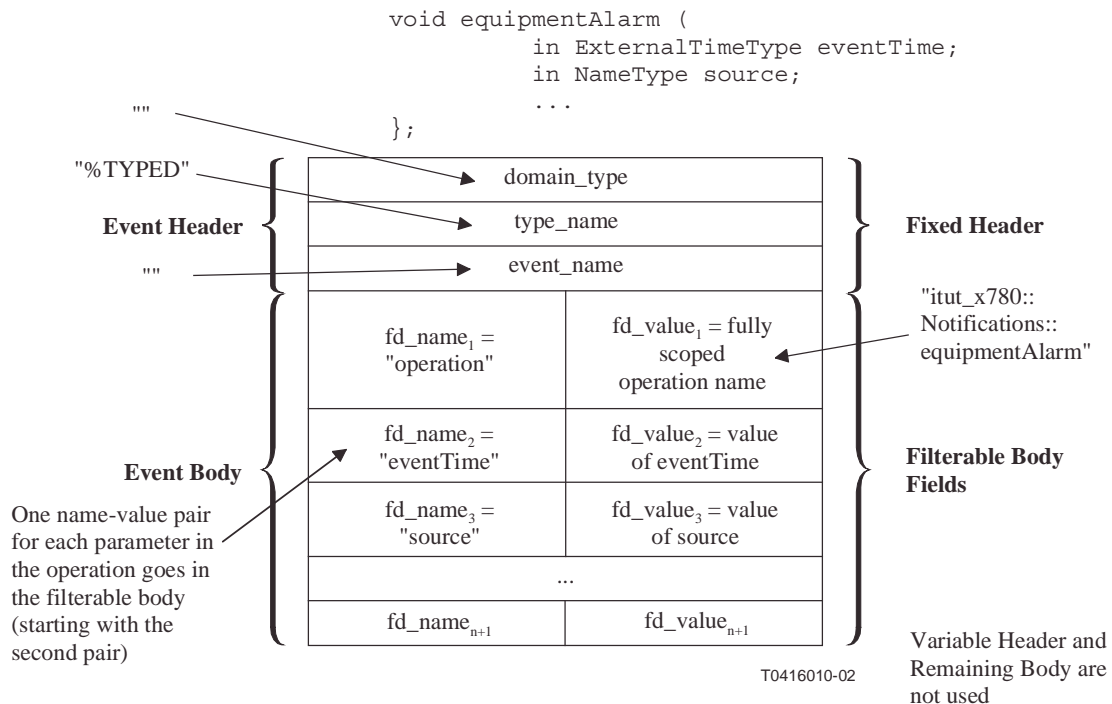 void equipmentAlarm (
in ExternalTimeType eventTime;
in NameType source;
...
};
""
"%TYPED"
Event Header
""
domain_type
type_name
event_name
Fixed Header
fd_name1 =
"operation"
fd_value1 = fully
scoped
operation name
"itut_x780::
Notifications::
equipmentAlarm"
fd_name2 =
"eventTime"
fd_value2 = value
of eventTime
Event Body
Filterable Body
Fields
One name-value pair
for each parameter in
the operation goes in
the filterable body
(starting with the
second pair)
fd_name3 =
"source"
fd_value3 = value
of source
...
fd_namen+1
fd_valuen+1
T0416010-02
Variable Header and
Remaining Body are
not used